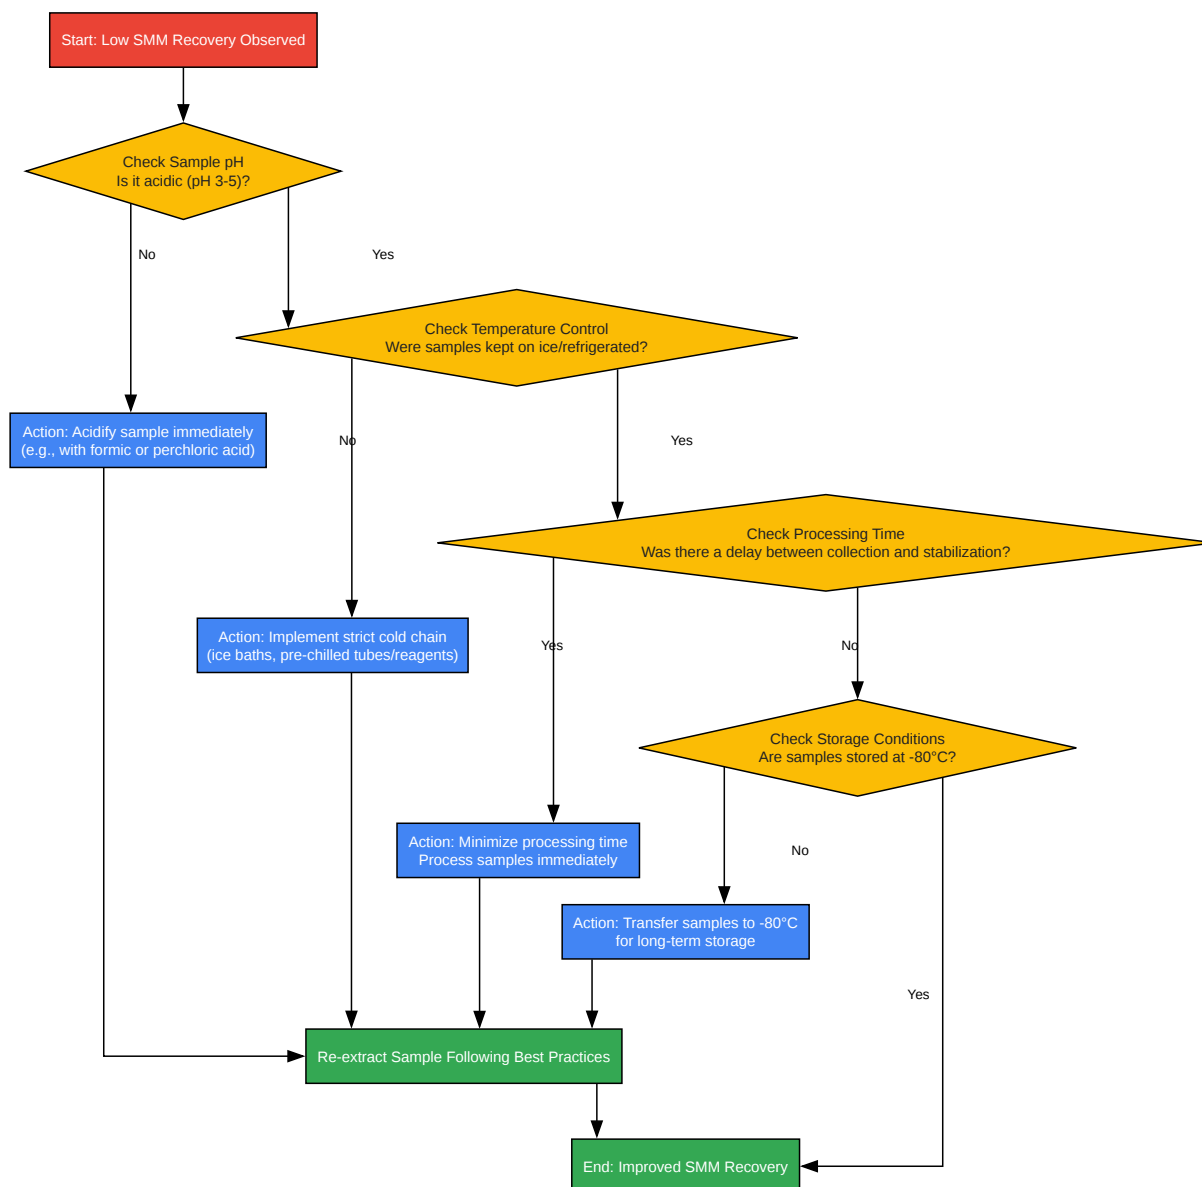 Start: Low SMM Recovery Observed
Check Sample pH
Is it acidic (pH 3-5)?
No
Yes
Check Temperature Control
Were samples kept on ice/refrigerated?
Action: Acidify sample immediately
(e.g., with formic or perchloric acid)
No
Yes
Check Processing Time
Was there a delay between collection and stabilization?
Action: Implement strict cold chain
(ice baths, pre-chilled tubes/reagents)
Yes
No
Check Storage Conditions
Are samples stored at -80°C?
Action: Minimize processing time
Process samples immediately
No
Action: Transfer samples to -80°C
for long-term storage
Yes
Re-extract Sample Following Best Practices
End: Improved SMM Recovery